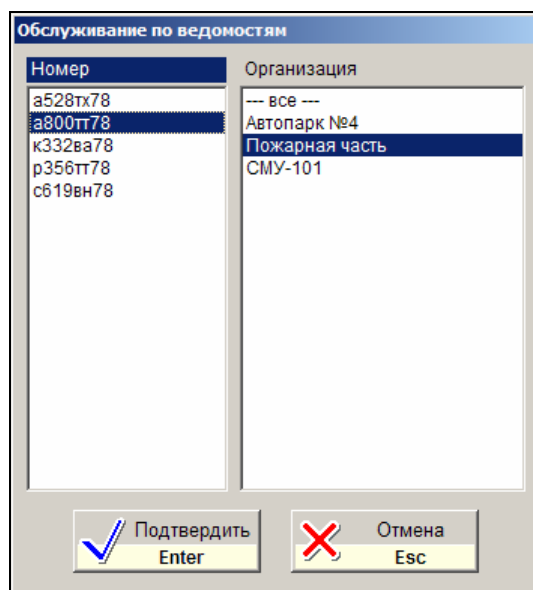 Обслуживание по ведомостям
Номер
Организация
а528тх78
а800тт78
к332ва78
р356тт78
с619вн78
--- все ---
Автопарк №4
Пожарная часть
СМУ-101
Подтвердить
Enter
Отмена
Esc